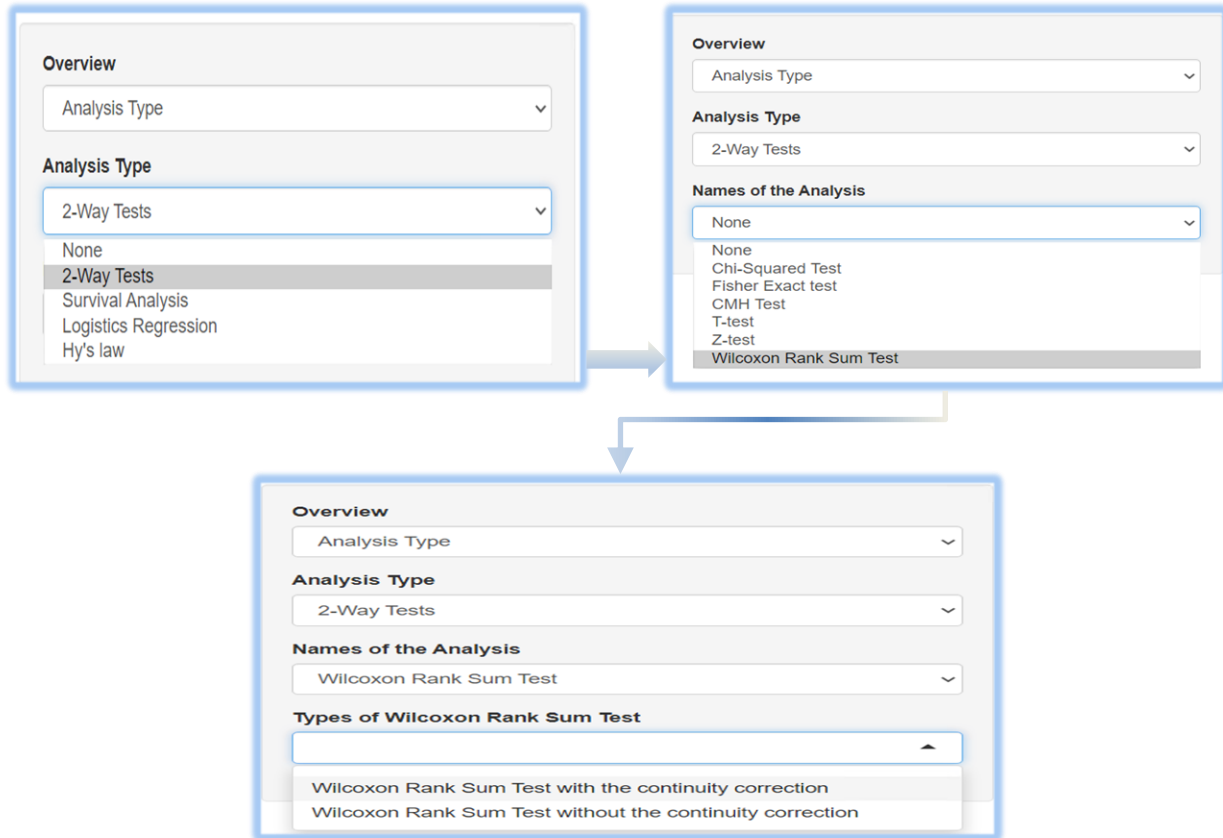 Overview
Analysis Type
Analysis Type
2-Way Tests
None
2-Way Tests
Survival Analysis
Logistics Regression
Hy's law
Overview
Analysis Type
Analysis Type
2-Way Tests
Names of the Analysis
None
None
Chi-Squared Test
Fisher Exact test
CMH Test
T-test
Z-test
Wilcoxon Rank Sum Test
Overview
Analysis Type
Analysis Type
2-Way Tests
Names of the Analysis
Wilcoxon Rank Sum Test
Types of Wilcoxon Rank Sum Test
Wilcoxon Rank Sum Test with the continuity correction
Wilcoxon Rank Sum Test without the continuity correction